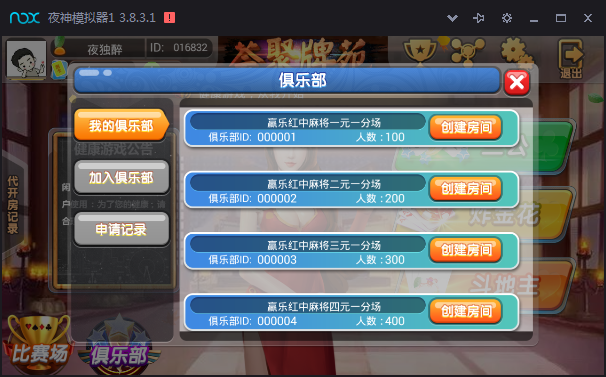 nox 夜神模拟器1 3.8.3.1
夜独醉
ID: 016832
荟聚牌苑
退出
俱乐部
我的俱乐部
加入俱乐部
申请记录
赢乐红中麻将一元一分场
俱乐部ID: 000001 人数:100
创建房间
赢乐红中麻将二元一分场
俱乐部ID: 000002 人数:200
创建房间
赢乐红中麻将三元一分场
俱乐部ID: 000003 人数:300
创建房间
赢乐红中麻将四元一分场
俱乐部ID: 000004 人数:400
创建房间
健康游戏公告
代开房记录
炸金花
斗地主
比赛场
俱乐部